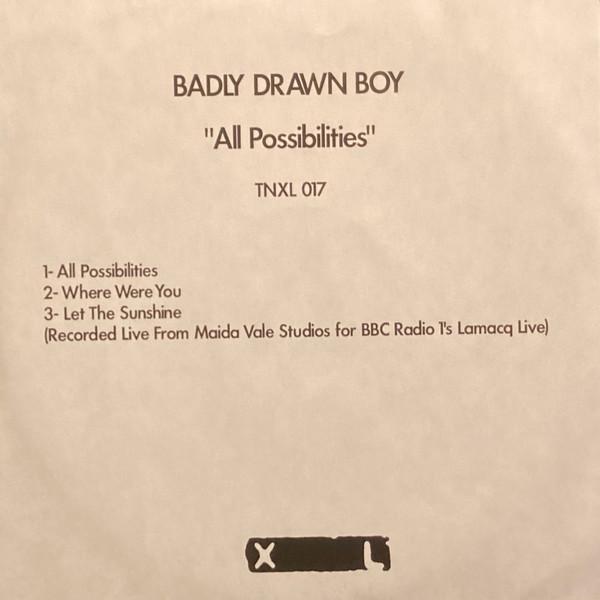 BADLY DRAWN BOY
"All Possibilities"
TNXL 017
1- All Possibilities
2- Where Were You
3- Let The Sunshine
(Recorded Live From Maida Vale Studios for BBC Radio 1's Lamacq Live)
X L